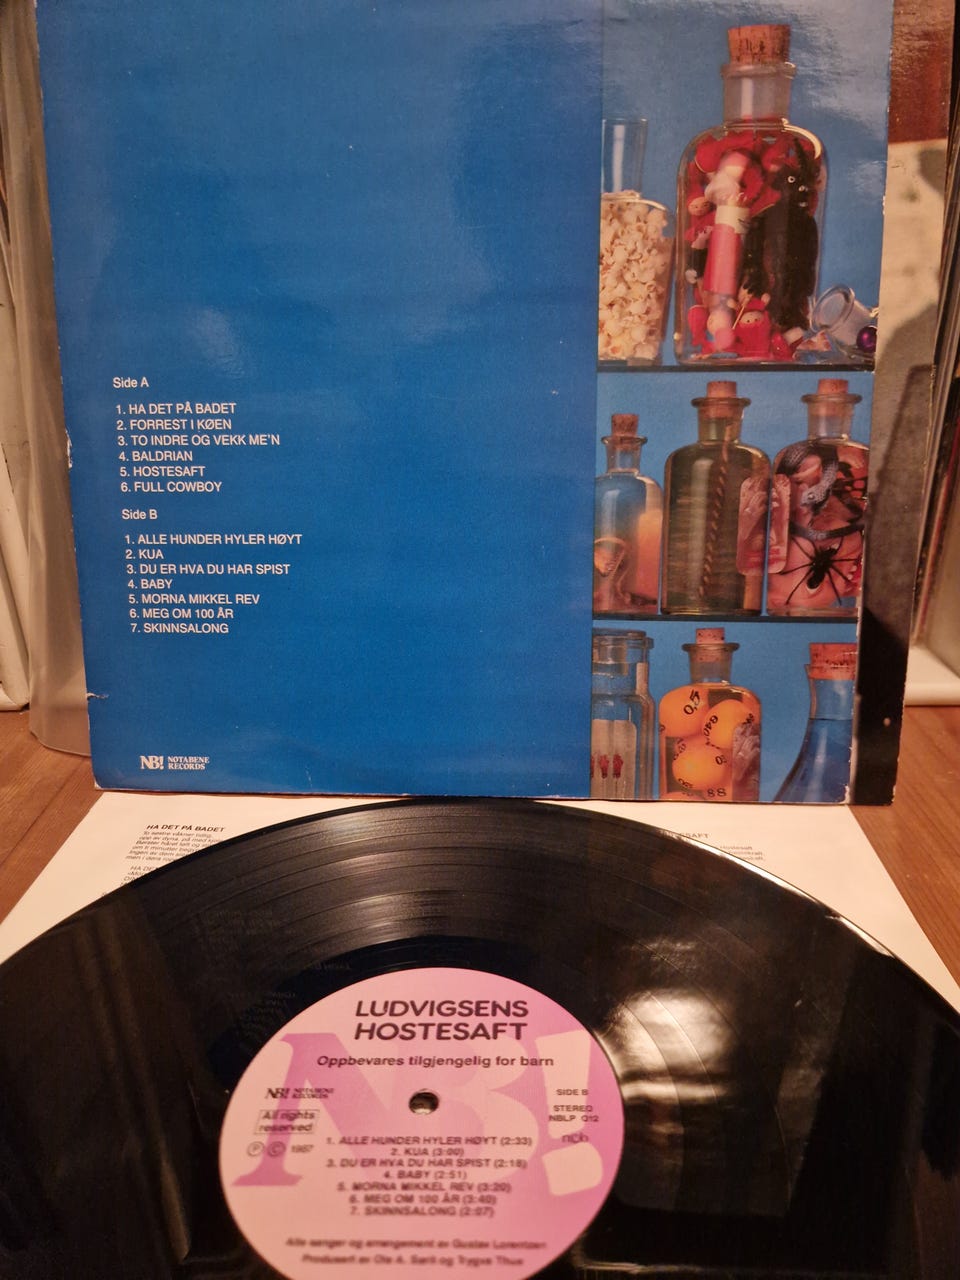 Side A
1. HA DET PÅ BADET
2. FORREST I KØEN
3. TO INDRE OG VEKK ME'N
4. BALDRIAN
5. HOSTESAFT
6. FULL COWBOY
Side B
1. ALLE HUNDER HYLER HØYT
2. KUA
3. DU ER HVA DU HAR SPIST
4. BABY
5. MORNA MIKKEL REV
6. MEG OM 100 ÅR
7. SKINNSALONG
NB! NOTABENE
RECORDS
HA DET PÅ BADET
To søstre våkner tidlig,
Hostesaft
LUDVIGSENS
HOSTESAFT
Oppbevares tilgjengelig for barn
NB! NOTABENE
RECORDS
All rights
reserved
Ⓟ © 1987
SIDE B
STEREO
NBLP 012
ncb
1. ALLE HUNDER HYLER HØYT (2:33)
2. KUA (3:00)
3. DU ER HVA DU HAR SPIST (2:18)
4. BABY (2:51)
5. MORNA MIKKEL REV (3:20)
6. MEG OM 100 ÅR (3:40)
7. SKINNSALONG (2:07)
Alle sanger og arrangement av Gustav Lorentzen
Produsert av Ole A. Sørli og Trygve Thue